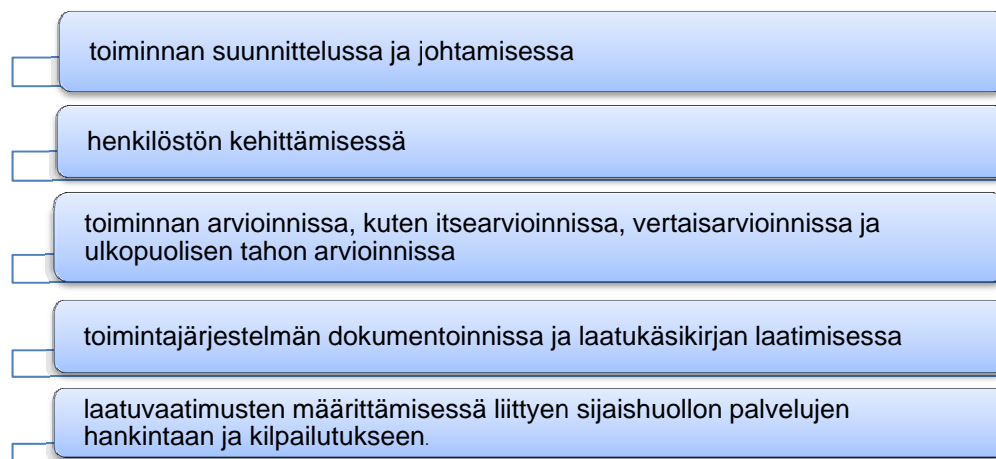 toiminnan suunnittelussa ja johtamisessa
henkilöstön kehittämisessä
toiminnan arvioinnissa, kuten itsearvioinnissa, vertaisarvioinnissa ja
ulkopuolisen tahon arvioinnissa
toimintajärjestelmän dokumentoinnissa ja laatukäsikirjan laatimisessa
laatuvaatimusten määrittämisessä liittyen sijaishuollon palvelujen
hankintaan ja kilpailutukseen.